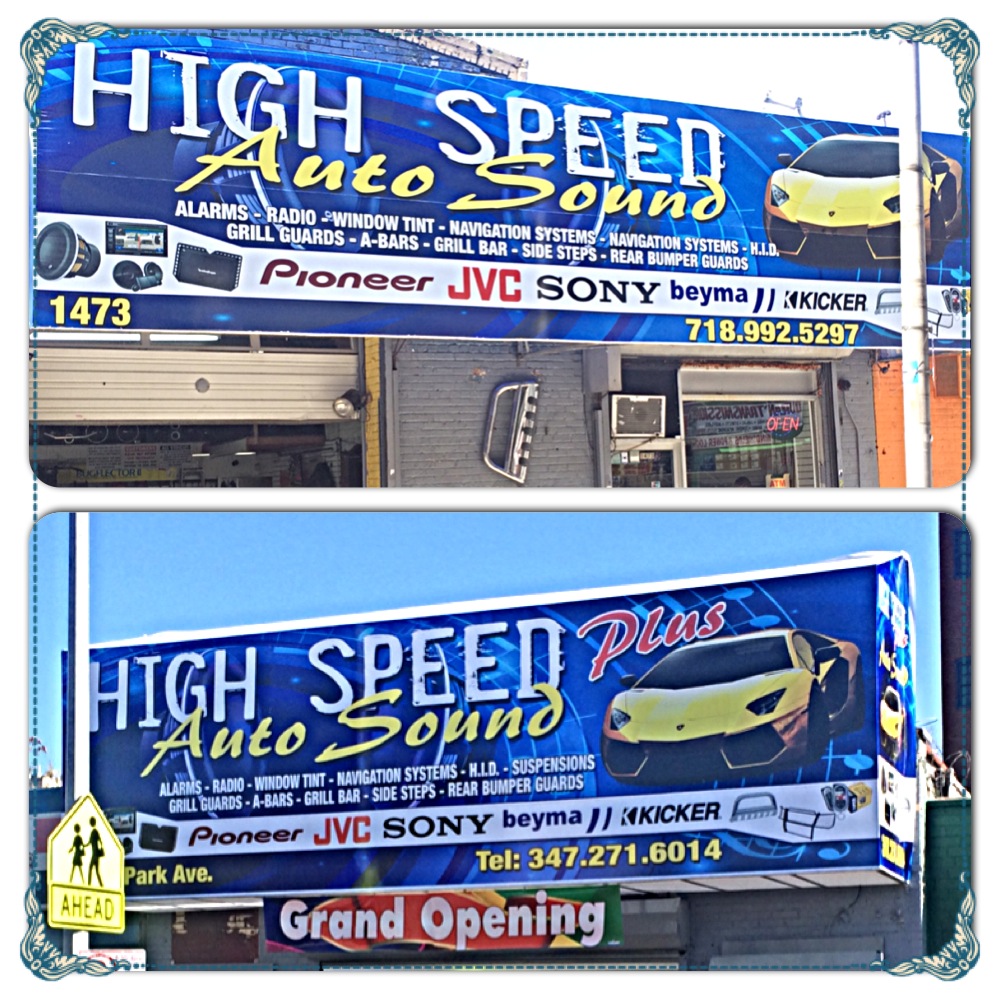 HIGH SPEED
Auto Sound
ALARMS - RADIO - WINDOW TINT - NAVIGATION SYSTEMS - NAVIGATION SYSTEMS - H.I.D.
GRILL GUARDS - A-BARS - GRILL BAR - SIDE STEPS - REAR BUMPER GUARDS
Pioneer JVC SONY beyma KICKER
1473
718.992.5297
OPEN
ATM
HIGH SPEED Plus
Auto Sound
ALARMS - RADIO - WINDOW TINT - NAVIGATION SYSTEMS - H.I.D. - SUSPENSIONS
GRILL GUARDS - A-BARS - GRILL BAR - SIDE STEPS - REAR BUMPER GUARDS
Pioneer JVC SONY beyma KICKER
Park Ave.
Tel: 347.271.6014
AHEAD
Grand Opening